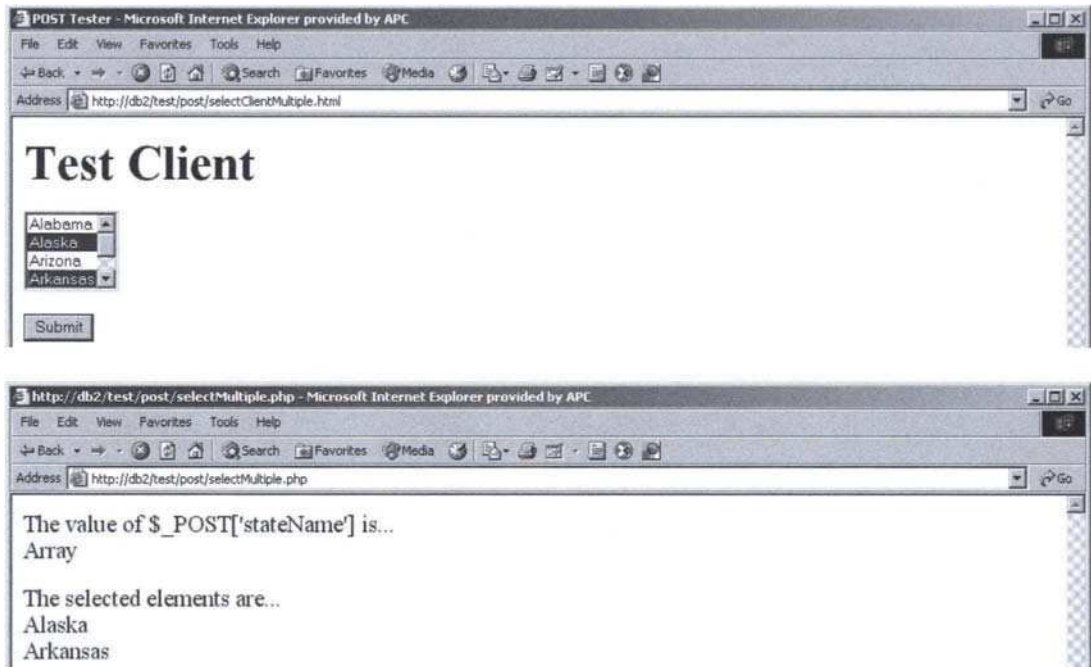 POST Tester - Microsoft Internet Explorer provided by APC
File Edit View Favorites Tools Help
Back Search Favorites Media
Address http://db2/test/post/selectClientMultiple.html Go
Test Client
Alabama
Alaska
Arizona
Arkansas
Submit
http://db2/test/post/selectMultiple.php - Microsoft Internet Explorer provided by APC
File Edit View Favorites Tools Help
Back Search Favorites Media
Address http://db2/test/post/selectMultiple.php Go
The value of $_POST['stateName'] is...
Array
The selected elements are...
Alaska
Arkansas